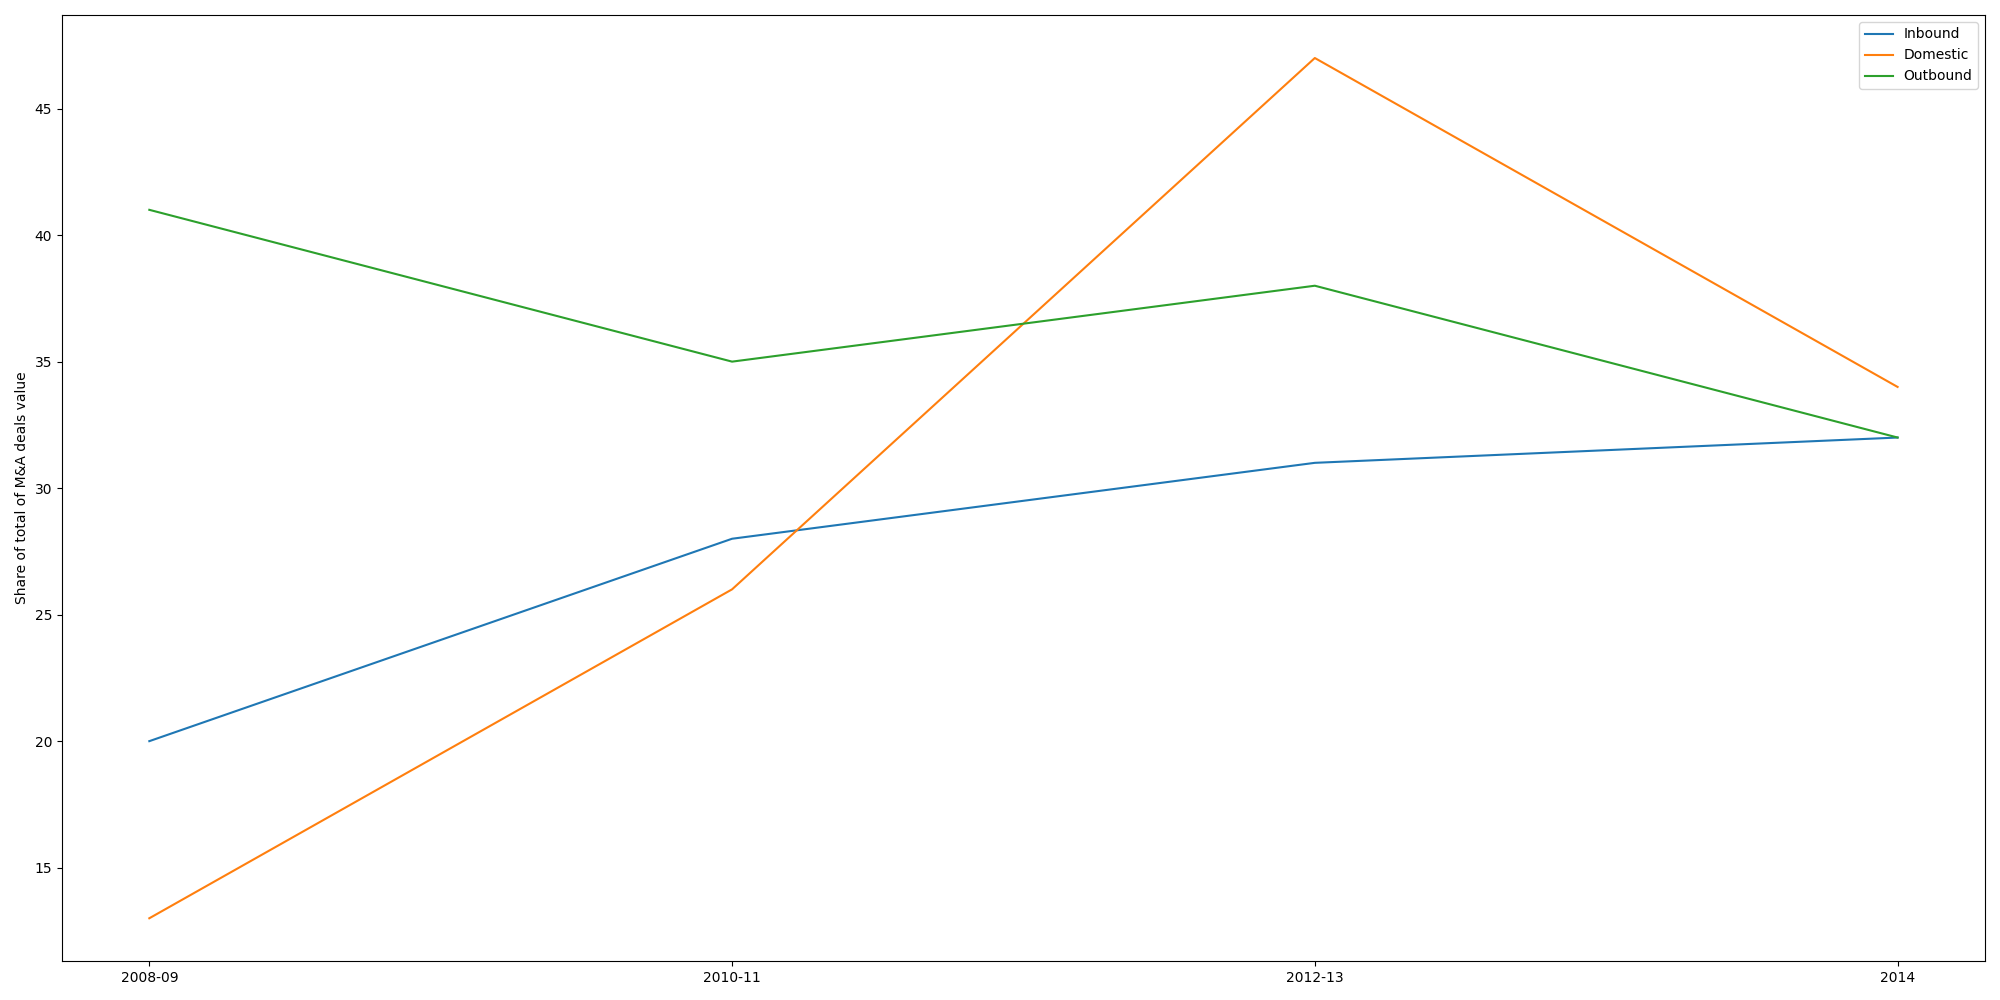 Inbound
Domestic
Outbound
Share of total of M&A deals value
45
40
35
30
25
20
15
2008-09 2010-11 2012-13 2014